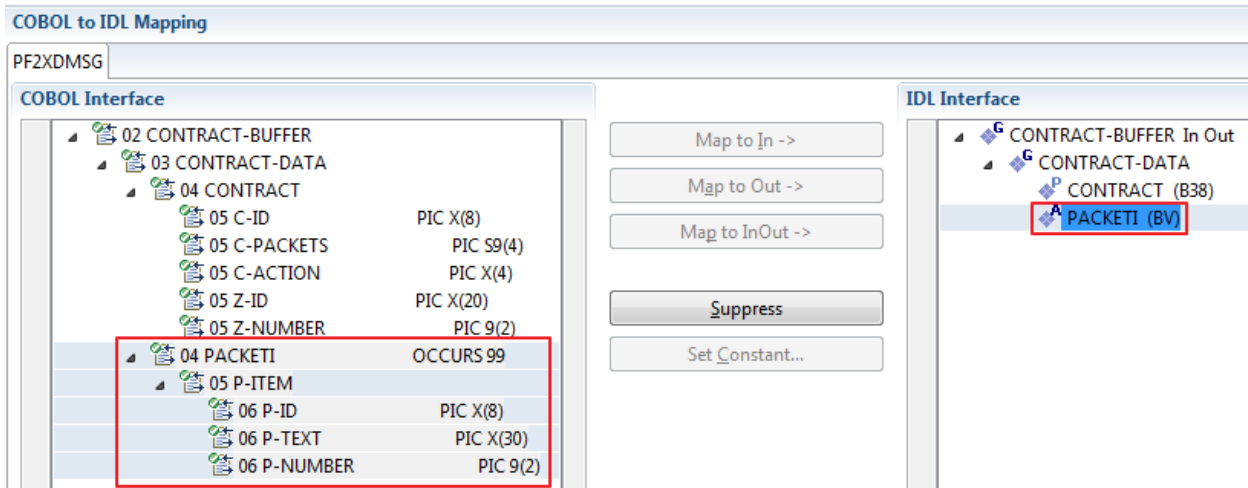 COBOL to IDL Mapping
PF2XDMSG
COBOL Interface
02 CONTRACT-BUFFER
03 CONTRACT-DATA
04 CONTRACT
05 C-ID PIC X(8)
05 C-PACKETS PIC S9(4)
05 C-ACTION PIC X(4)
05 Z-ID PIC X(20)
05 Z-NUMBER PIC 9(2)
04 PACKETI OCCURS 99
05 P-ITEM
06 P-ID PIC X(8)
06 P-TEXT PIC X(30)
06 P-NUMBER PIC 9(2)
Map to In ->
Map to Out ->
Map to InOut ->
Suppress
Set Constant...
IDL Interface
G CONTRACT-BUFFER In Out
G CONTRACT-DATA
P CONTRACT (B38)
A PACKETI (BV)